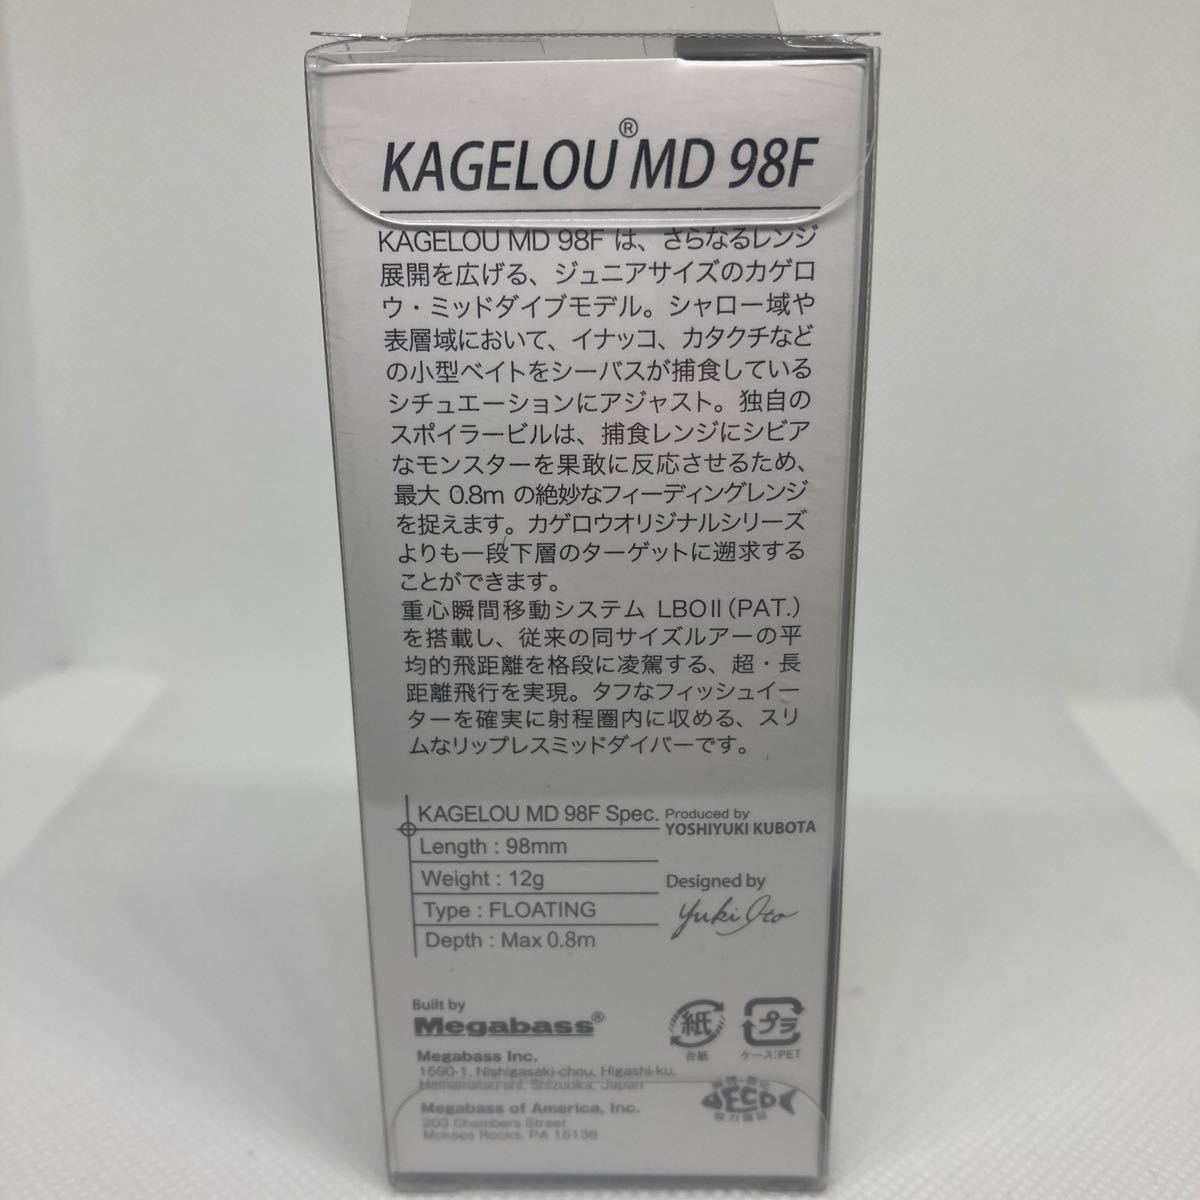 KAGELOU® MD 98F
KAGELOU MD 98F は、さらなるレンジ
展開を広げる、ジュニアサイズのカゲロ
ウ・ミッドダイブモデル。シャロー域や
表層域において、イナッコ、カタクチなど
の小型ベイトをシーバスが捕食している
シチュエーションにアジャスト。独自の
スポイラービルは、捕食レンジにシビア
なモンスターを果敢に反応させるため、
最大 0.8m の絶妙なフィーディングレンジ
を捉えます。カゲロウオリジナルシリーズ
よりも一段下層のターゲットに遡求する
ことができます。
重心瞬間移動システム LBOⅡ(PAT.)
を搭載し、従来の同サイズルアーの平
均的飛距離を格段に凌駕する、超・長
距離飛行を実現。タフなフィッシュイー
ターを確実に射程圏内に収める、スリ
ムなリップレスミッドダイバーです。
KAGELOU MD 98F Spec.
Length : 98mm
Weight : 12g
Type : FLOATING
Depth : Max 0.8m
Produced by
YOSHIYUKI KUBOTA
Designed by
Yuki Ito
Built by
Megabass®
Megabass Inc.
1590-1, Nishigasaki-chou, Higashi-ku,
Hamamatsu-shi, Shizuoka, Japan
Megabass of America, Inc.
203 Chambers Street
Mckees Rocks, PA 15136
紙
台紙
プラ
ケース:PET
ECO
協力商品